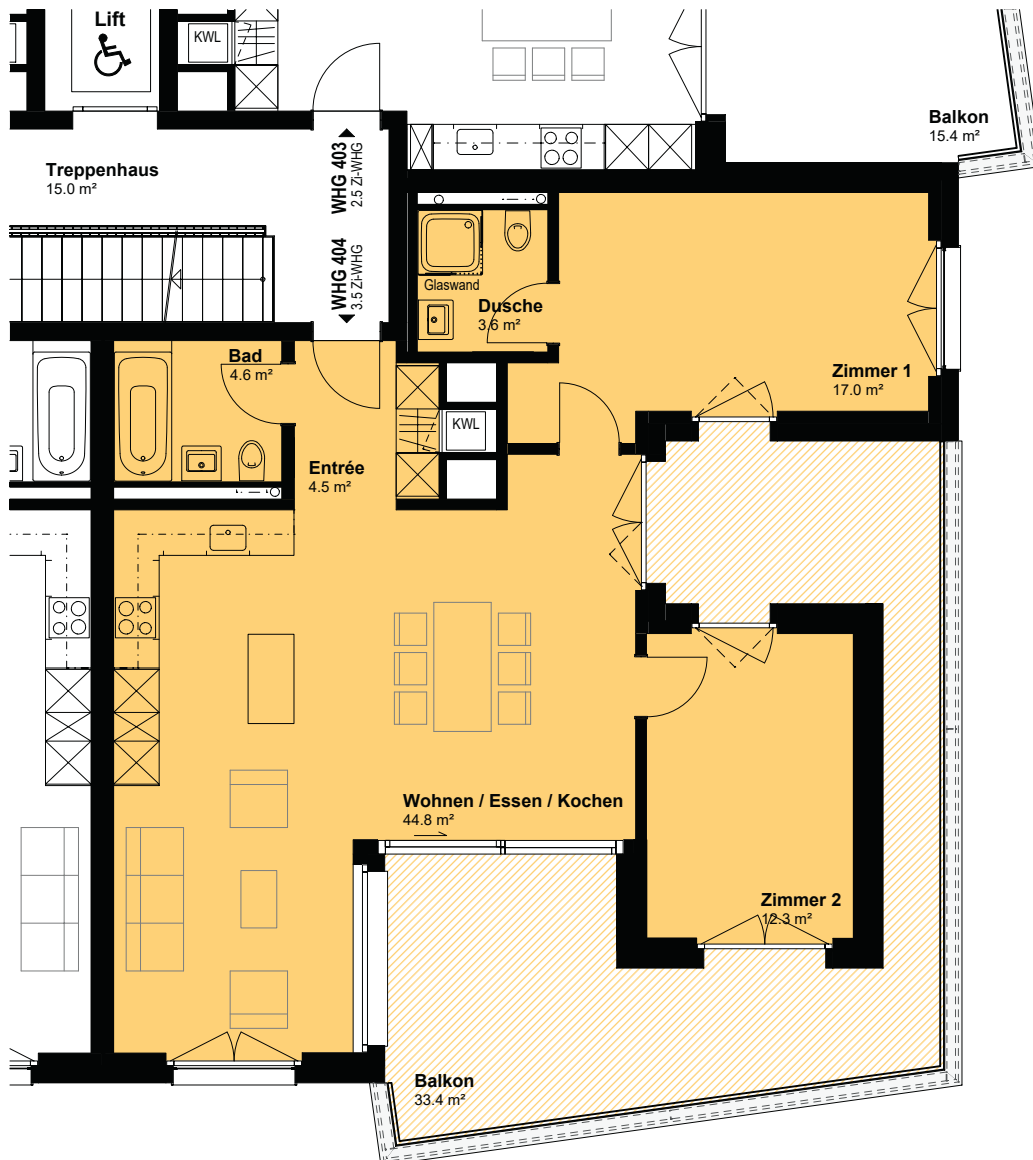 Lift
KWL
Balkon
15.4 m²
Treppenhaus
15.0 m²
WHG 403
2.5 Zi-WHG
WHG 404
3.5 Zi-WHG
Glaswand
Dusche
3.6 m²
Bad
4.6 m²
Zimmer 1
17.0 m²
KWL
Entrée
4.5 m²
Wohnen / Essen / Kochen
44.8 m²
Zimmer 2
12.3 m²
Balkon
33.4 m²